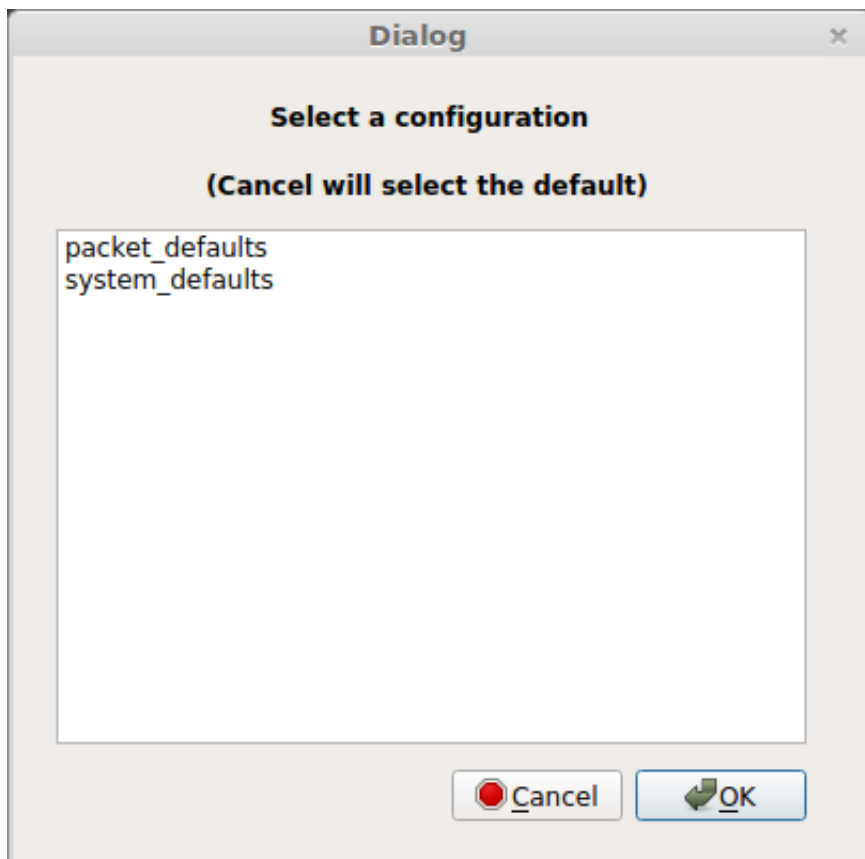 Dialog
Select a configuration
(Cancel will select the default)
packet_defaults
system_defaults
Cancel
OK